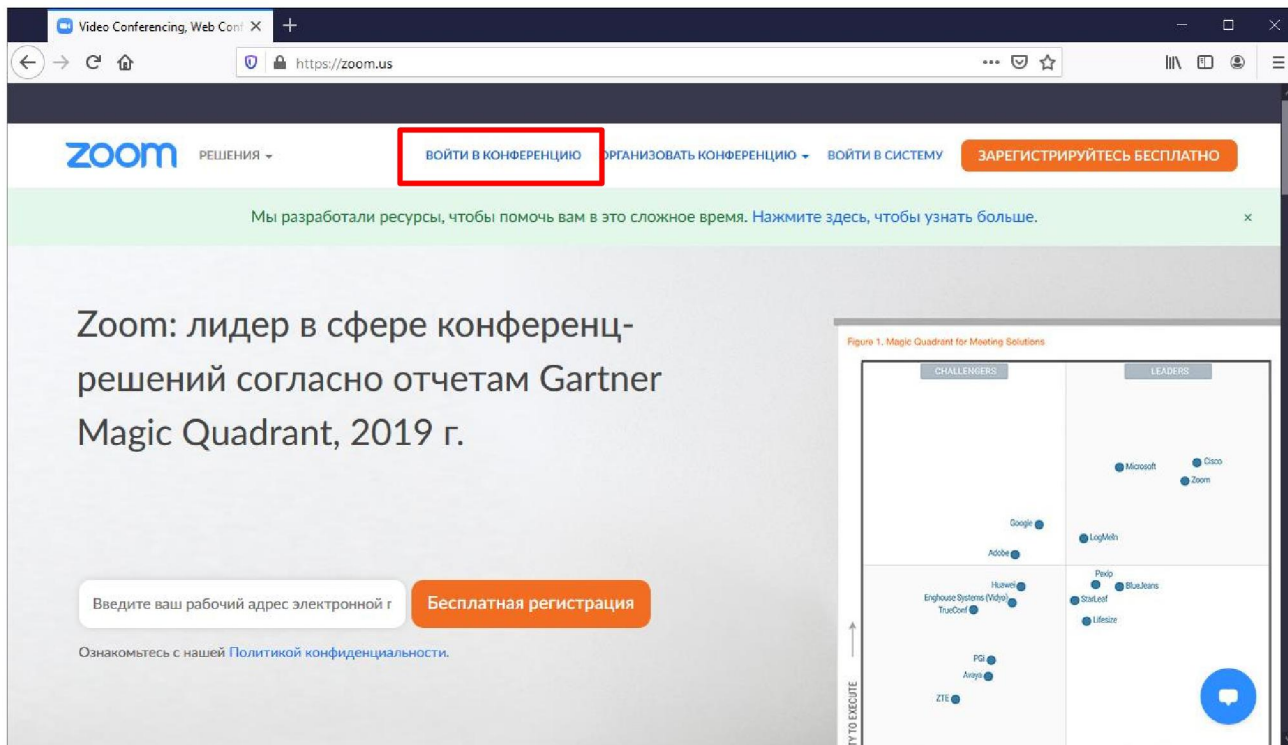 Video Conferencing, Web Conf
https://zoom.us
zoom
РЕШЕНИЯ
ВОЙТИ В КОНФЕРЕНЦИЮ
ОРГАНИЗОВАТЬ КОНФЕРЕНЦИЮ
ВОЙТИ В СИСТЕМУ
ЗАРЕГИСТРИРУЙТЕСЬ БЕСПЛАТНО
Мы разработали ресурсы, чтобы помочь вам в это сложное время. Нажмите здесь, чтобы узнать больше.
Zoom: лидер в сфере конференц-
решений согласно отчетам Gartner
Magic Quadrant, 2019 г.
Введите ваш рабочий адрес электронной г
Бесплатная регистрация
Ознакомьтесь с нашей Политикой конфиденциальности.
Figure 1. Magic Quadrant for Meeting Solutions
CHALLENGERS
LEADERS
Microsoft
Cisco
Zoom
Google
LogMeIn
Adobe
Pexip
Huawei
BlueJeans
Enghouse Systems (Vidyo)
StarLeaf
TrueConf
Lifesize
PGi
Avaya
ZTE
TY TO EXECUTE